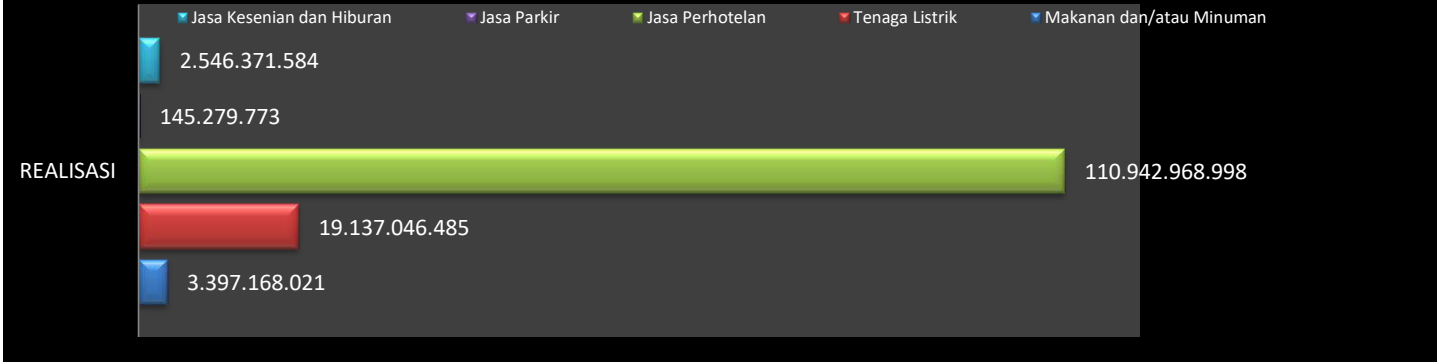 Jasa Kesenian dan Hiburan Jasa Parkir Jasa Perhotelan Tenaga Listrik Makanan dan/atau Minuman
2.546.371.584
145.279.773
REALISASI 110.942.968.998
19.137.046.485
3.397.168.021